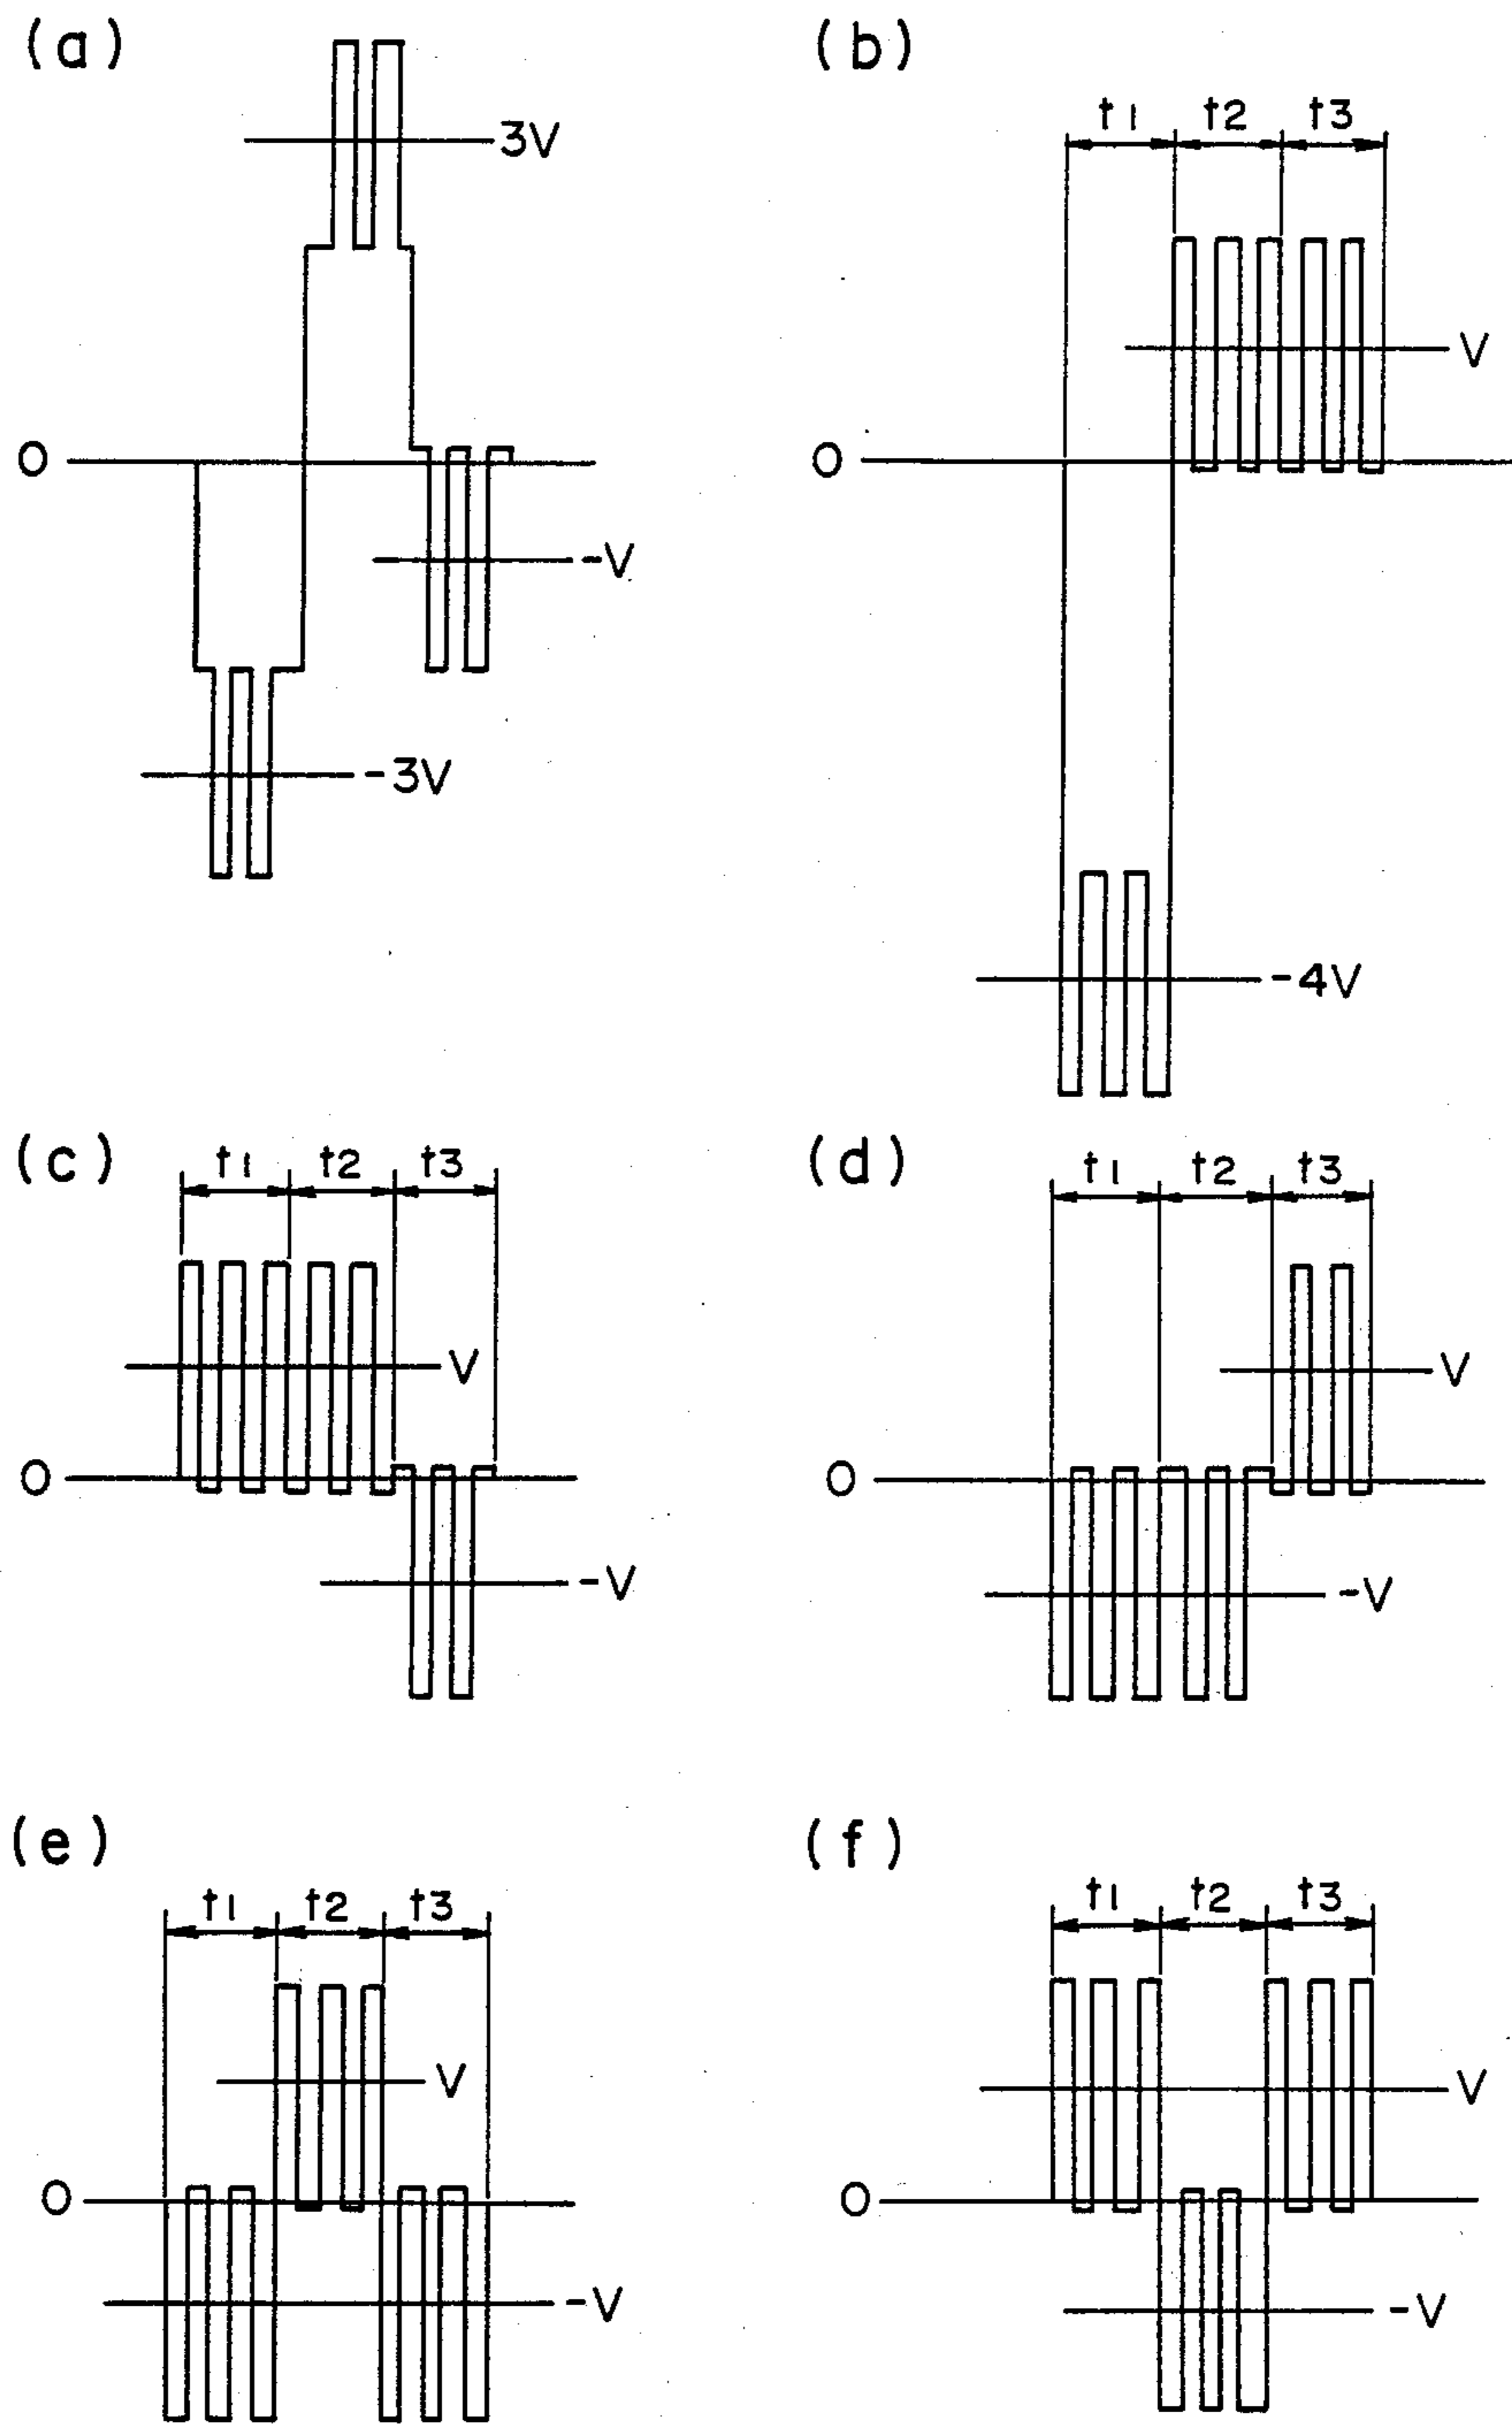 (a)
3V
0
-V
-3V
(b)
t1 t2 t3
V
0
-4V
(c)
t1 t2 t3
V
0
-V
(d)
t1 t2 t3
V
0
-V
(e)
t1 t2 t3
V
0
-V
(f)
t1 t2 t3
V
0
-V